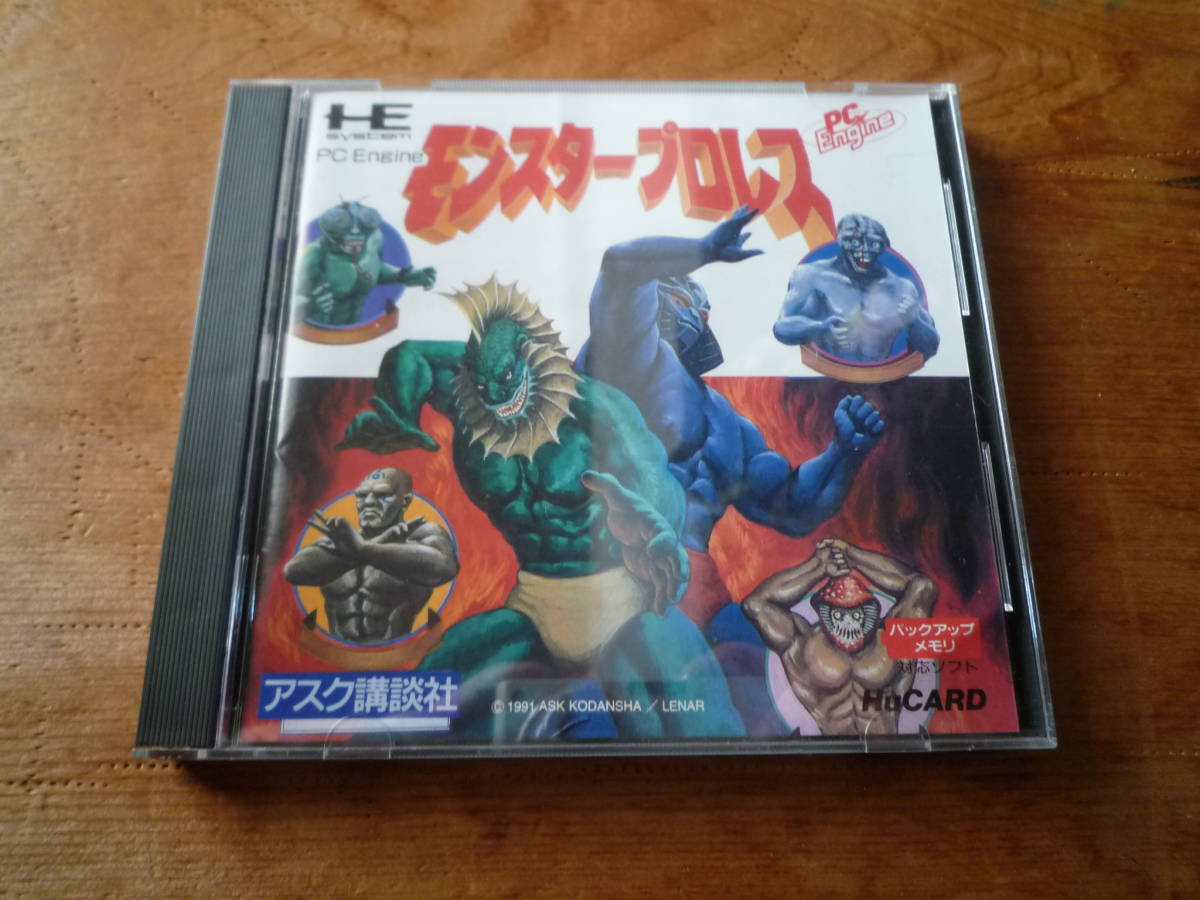 HE
system
PC Engine
モンスタープロレス
PC
Engine
バックアップ
メモリ
対応ソフト
HuCARD
アスク講談社
© 1991 ASK KODANSHA / LENAR